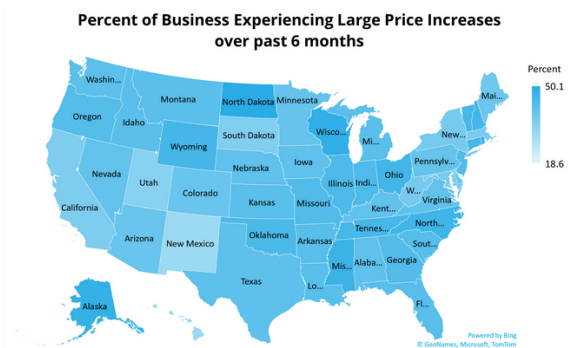 Percent of Business Experiencing Large Price Increases
over past 6 months
Percent
50.1
18.6
Washin...
Montana
North Dakota
Minnesota
Mai...
Oregon
Idaho
South Dakota
Wisco...
Mi...
New...
Wyoming
Nebraska
Iowa
Pennsylv...
Nevada
Utah
Colorado
Illinois
Indi...
Ohio
W...
Virginia
California
Kansas
Missouri
Kent...
Arizona
New Mexico
Oklahoma
Arkansas
Tennes...
North...
Sout...
Texas
Lo...
Mis...
Alaba...
Georgia
Alaska
Fl...
Powered by Bing
© GeoNames, Microsoft, TomTom